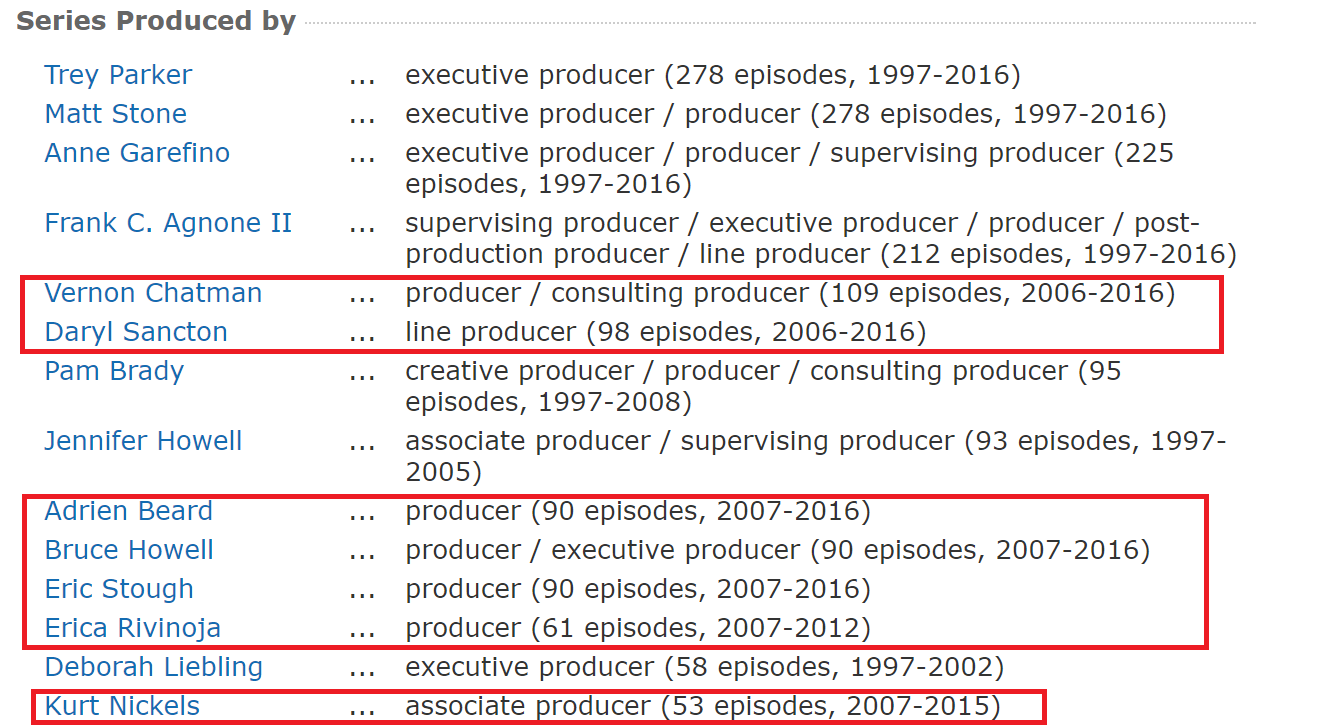 Series Produced by
Trey Parker ... executive producer (278 episodes, 1997-2016)
Matt Stone ... executive producer / producer (278 episodes, 1997-2016)
Anne Garefino ... executive producer / producer / supervising producer (225
episodes, 1997-2016)
Frank C. Agnone II ... supervising producer / executive producer / producer / post-
production producer / line producer (212 episodes, 1997-2016)
Vernon Chatman ... producer / consulting producer (109 episodes, 2006-2016)
Daryl Sancton ... line producer (98 episodes, 2006-2016)
Pam Brady ... creative producer / producer / consulting producer (95
episodes, 1997-2008)
Jennifer Howell ... associate producer / supervising producer (93 episodes, 1997-
2005)
Adrien Beard ... producer (90 episodes, 2007-2016)
Bruce Howell ... producer / executive producer (90 episodes, 2007-2016)
Eric Stough ... producer (90 episodes, 2007-2016)
Erica Rivinoja ... producer (61 episodes, 2007-2012)
Deborah Liebling ... executive producer (58 episodes, 1997-2002)
Kurt Nickels ... associate producer (53 episodes, 2007-2015)